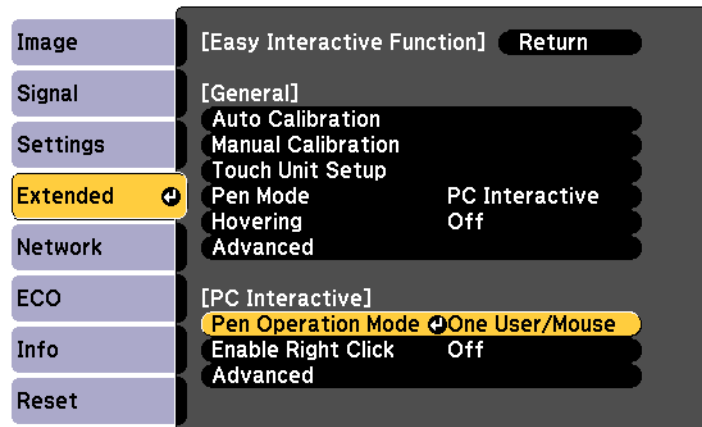 Image
Signal
Settings
Extended
Network
ECO
Info
Reset
[Easy Interactive Function] Return
[General]
Auto Calibration
Manual Calibration
Touch Unit Setup
Pen Mode PC Interactive
Hovering Off
Advanced
[PC Interactive]
Pen Operation Mode One User/Mouse
Enable Right Click Off
Advanced